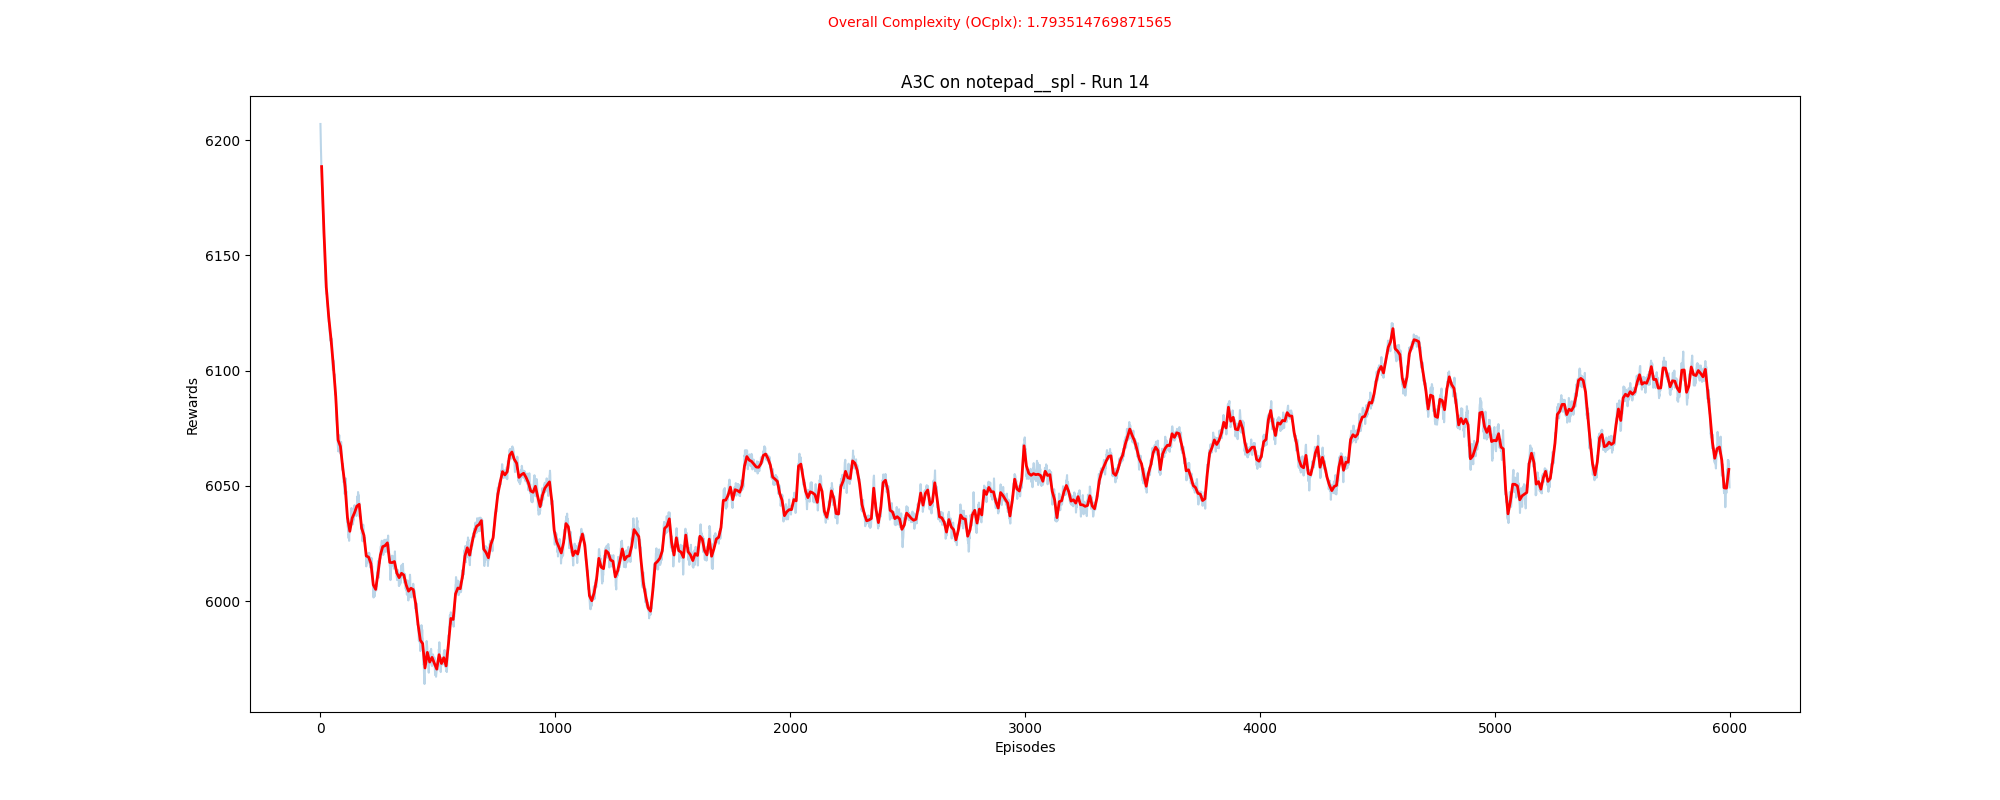 Overall Complexity (OCplx): 1.793514769871565
A3C on notepad__spl - Run 14
6200
6150
6100
6050
6000
Rewards
0 1000 2000 3000 4000 5000 6000
Episodes